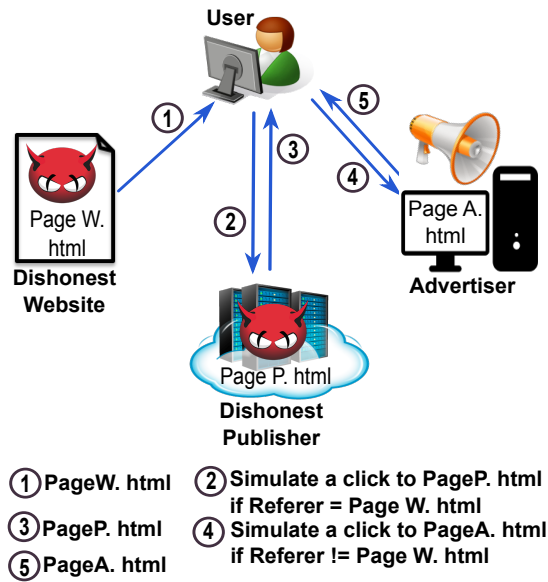 User
1
5
3
4
2
Page W.
html
Dishonest
Website
Page A.
html
Advertiser
Page P. html
Dishonest
Publisher
1 PageW. html
2 Simulate a click to PageP. html
if Referer = Page W. html
3 PageP. html
4 Simulate a click to PageA. html
if Referer != Page W. html
5 PageA. html